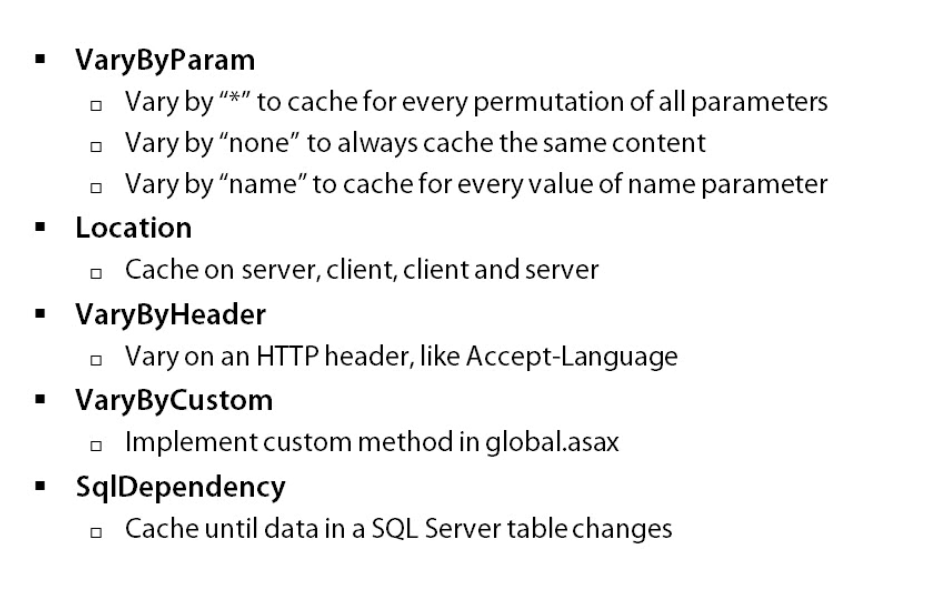 ▪ VaryByParam
▫ Vary by “*” to cache for every permutation of all parameters
▫ Vary by “none” to always cache the same content
▫ Vary by “name” to cache for every value of name parameter
▪ Location
▫ Cache on server, client, client and server
▪ VaryByHeader
▫ Vary on an HTTP header, like Accept-Language
▪ VaryByCustom
▫ Implement custom method in global.asax
▪ SqlDependency
▫ Cache until data in a SQL Server table changes